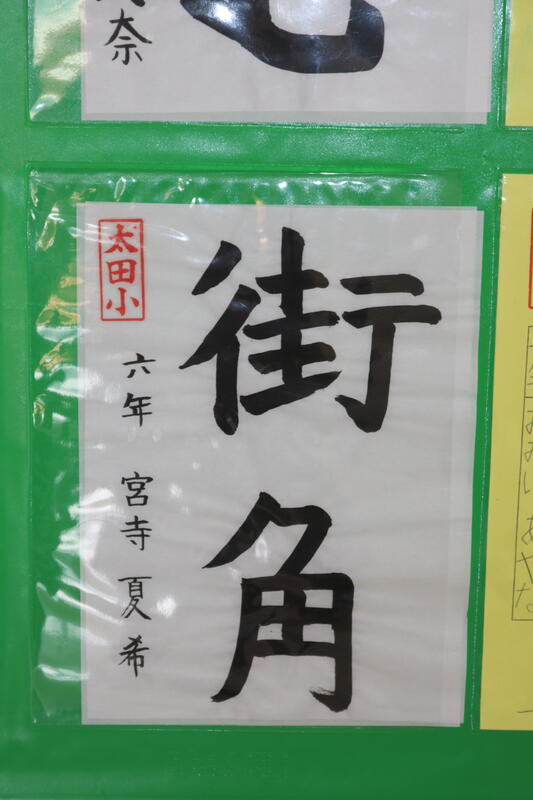 奈
街角
太田小
六年 宮寺夏希